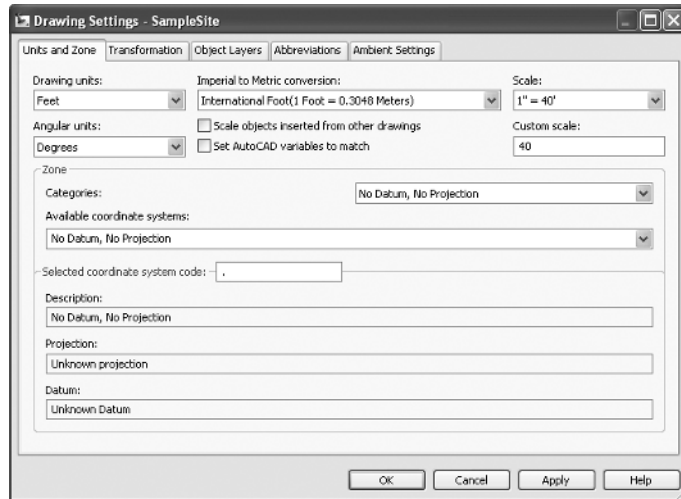 Drawing Settings - SampleSite
Units and Zone Transformation Object Layers Abbreviations Ambient Settings
Drawing units: Imperial to Metric conversion: Scale:
Feet International Foot(1 Foot = 0.3048 Meters) 1" = 40'
Angular units: Scale objects inserted from other drawings Custom scale:
Degrees Set AutoCAD variables to match 40
Zone
Categories: No Datum, No Projection
Available coordinate systems:
No Datum, No Projection
Selected coordinate system code: .
Description:
No Datum, No Projection
Projection:
Unknown projection
Datum:
Unknown Datum
OK Cancel Apply Help